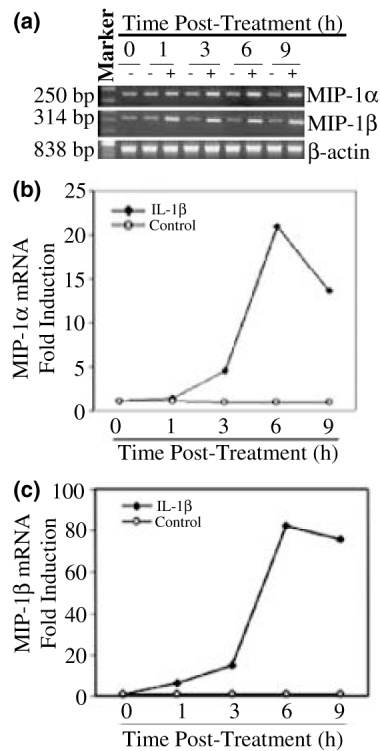 (a) Time Post-Treatment (h)
Marker
0 1 3 6 9
- - + - + - + - +
250 bp MIP-1α
314 bp MIP-1β
838 bp β-actin
(b)
25
20
15
10
5
0
MIP-1α mRNA
Fold Induction
IL-1β
Control
0 1 3 6 9
Time Post-Treatment (h)
(c)
100
80
60
40
20
0
MIP-1β mRNA
Fold Induction
IL-1β
Control
0 1 3 6 9
Time Post-Treatment (h)